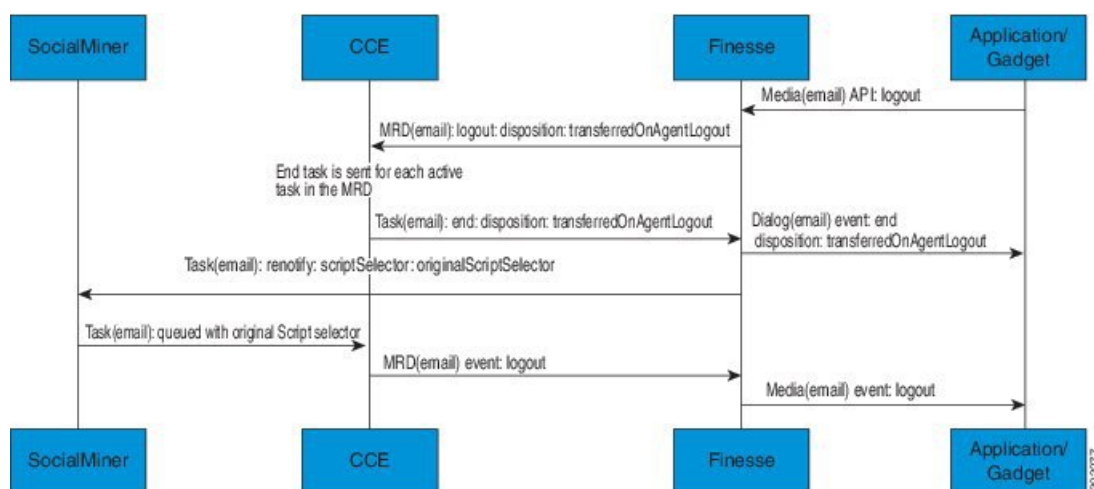 SocialMiner
CCE
Finesse
Application/
Gadget
Media(email) API: logout
MRD(email): logout: disposition: transferredOnAgentLogout
End task is sent for each active
task in the MRD
Task(email): end: disposition: transferredOnAgentLogout
Dialog(email) event: end
disposition: transferredOnAgentLogout
Task(email): renotify: scriptSelector: originalScriptSelector
Task(email): queued with original Script selector
MRD(email) event: logout
Media(email) event: logout
SocialMiner
CCE
Finesse
Application/
Gadget